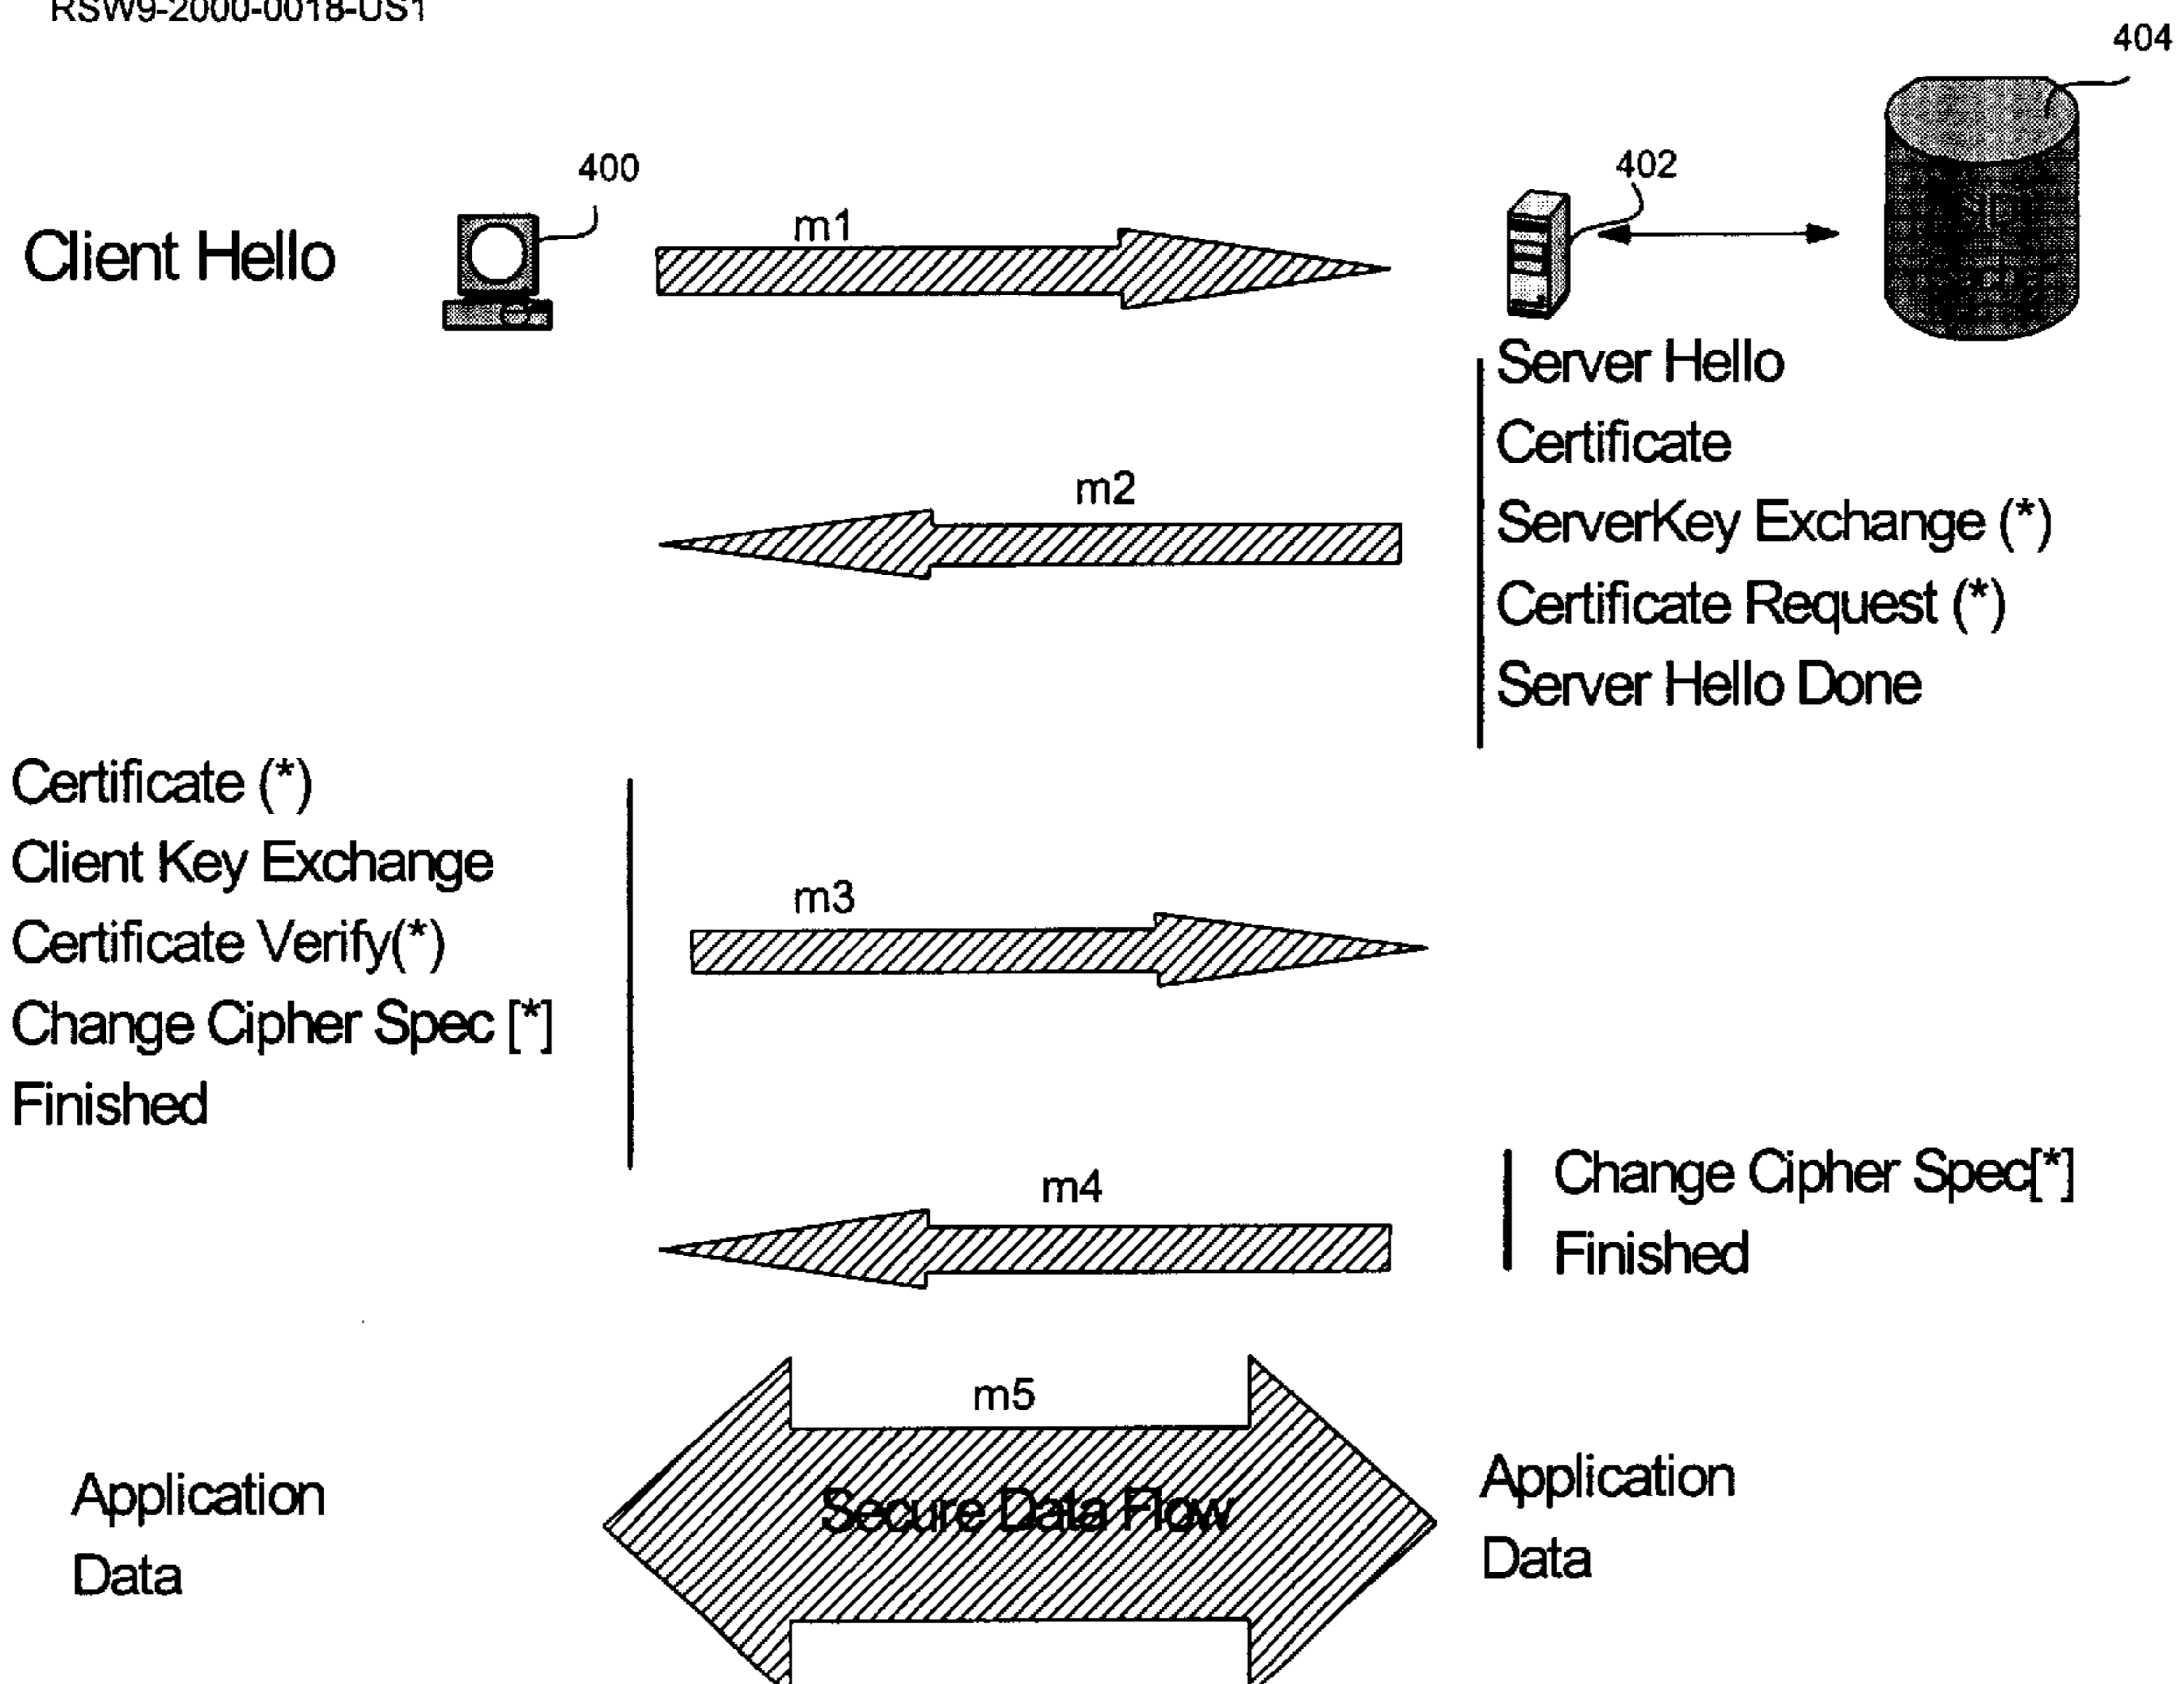 RSW9-2000-0018-US1
404
400
402
Client Hello
m1
Server Hello
Certificate
m2
ServerKey Exchange (*)
Certificate Request (*)
Server Hello Done
Certificate (*)
Client Key Exchange
m3
Certificate Verify(*)
Change Cipher Spec [*]
Finished
m4
Change Cipher Spec[*]
Finished
m5
Secure Data Flow
Application
Data
Application
Data